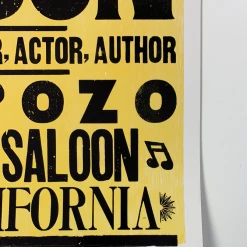 R, ACTOR, AUTHOR
POZO
SALOON
IFORNIA